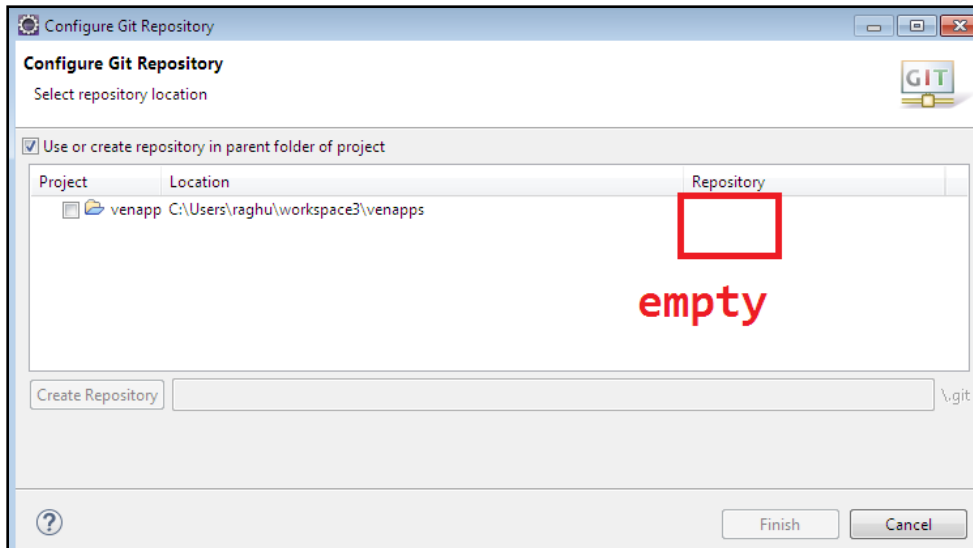 Configure Git Repository
Configure Git Repository
Select repository location
GIT
Use or create repository in parent folder of project
Project Location Repository
venapp C:\Users\raghu\workspace3\venapps
empty
Create Repository \.git
? Finish Cancel